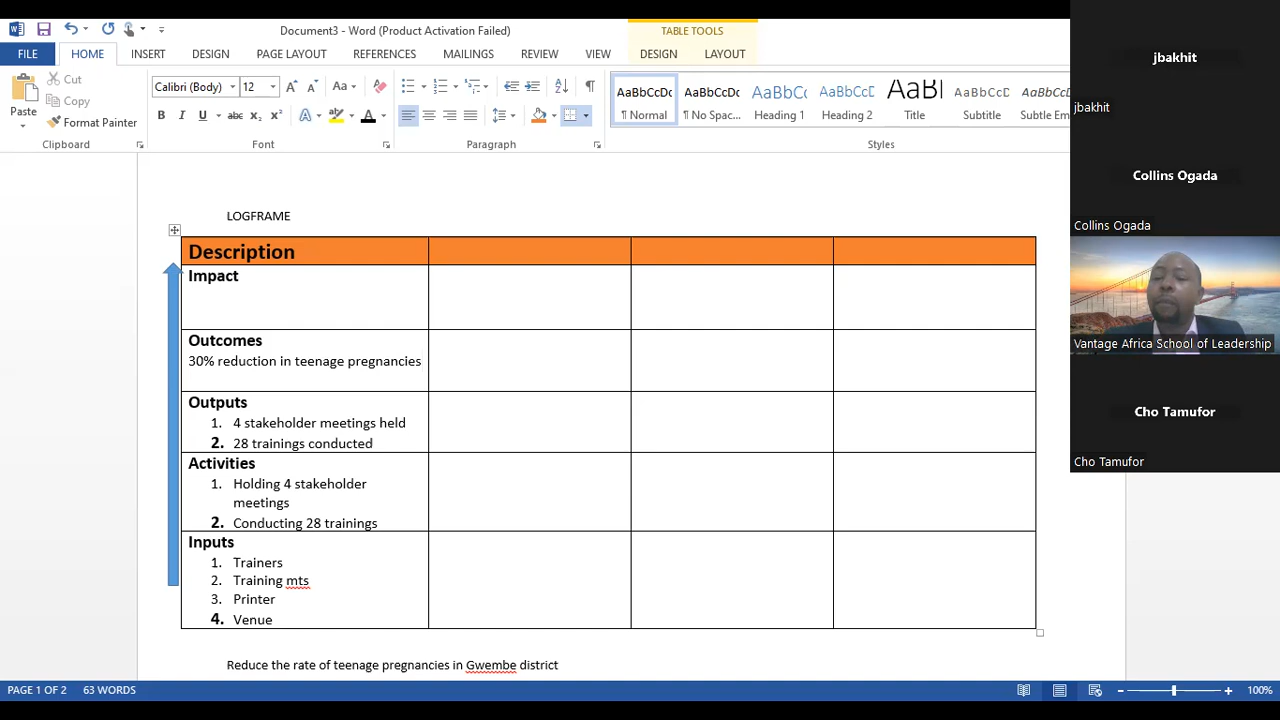 Document3 - Word (Product Activation Failed)
TABLE TOOLS
FILE
HOME
INSERT
DESIGN
PAGE LAYOUT
REFERENCES
MAILINGS
REVIEW
VIEW
DESIGN
LAYOUT
Paste
Cut
Copy
Format Painter
Clipboard
Calibri (Body)
12
Font
Paragraph
AaBbCcDc
¶ Normal
AaBbCcDc
¶ No Spac...
AaBbCc
Heading 1
AaBbCcD
Heading 2
AaBl
Title
AaBbCcD
Subtitle
AaBbCcDc
Subtle Em
Styles
LOGFRAME
Description
Impact
Outcomes
30% reduction in teenage pregnancies
Outputs
1. 4 stakeholder meetings held
2. 28 trainings conducted
Activities
1. Holding 4 stakeholder
meetings
2. Conducting 28 trainings
Inputs
1. Trainers
2. Training mts
3. Printer
4. Venue
Reduce the rate of teenage pregnancies in Gwembe district
PAGE 1 OF 2
63 WORDS
100%
jbakhit
jbakhit
Collins Ogada
Collins Ogada
Vantage Africa School of Leadership
Cho Tamufor
Cho Tamufor